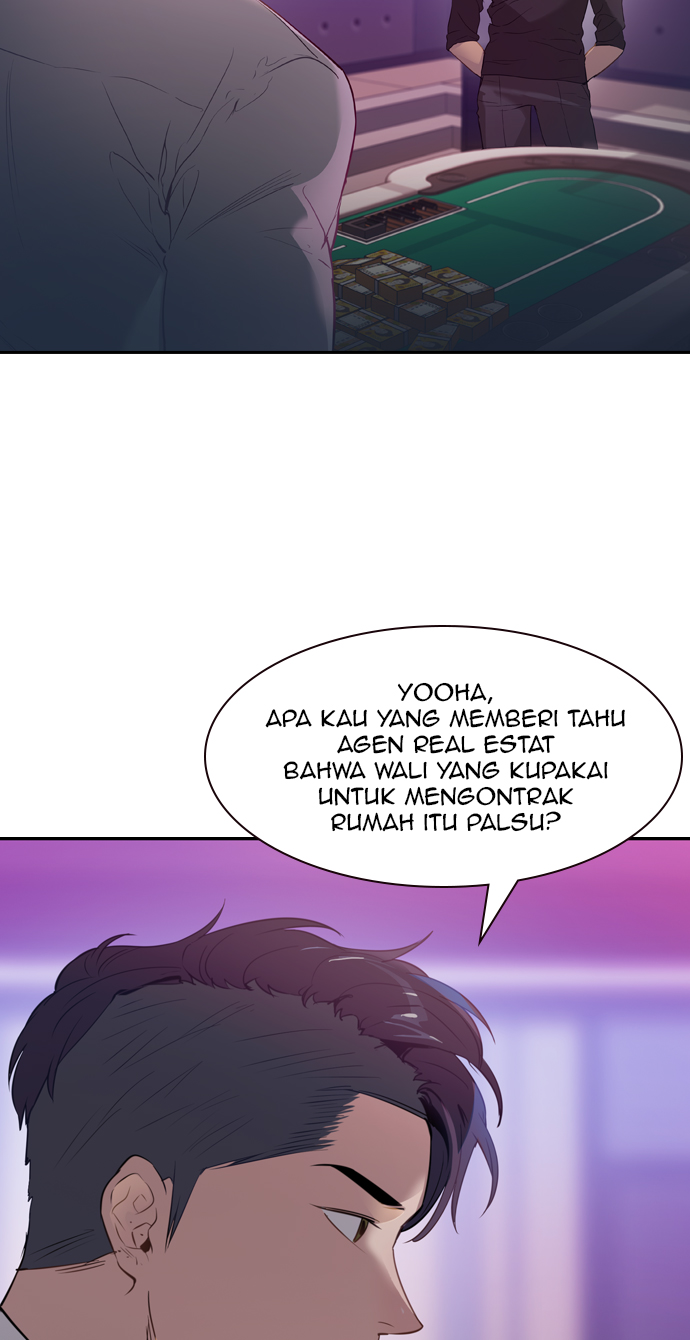 YOOHA,
APA KAU YANG MEMBERI TAHU
AGEN REAL ESTAT
BAHWA WALI YANG KUPAKAI
UNTUK MENGONTRAK
RUMAH ITU PALSU?